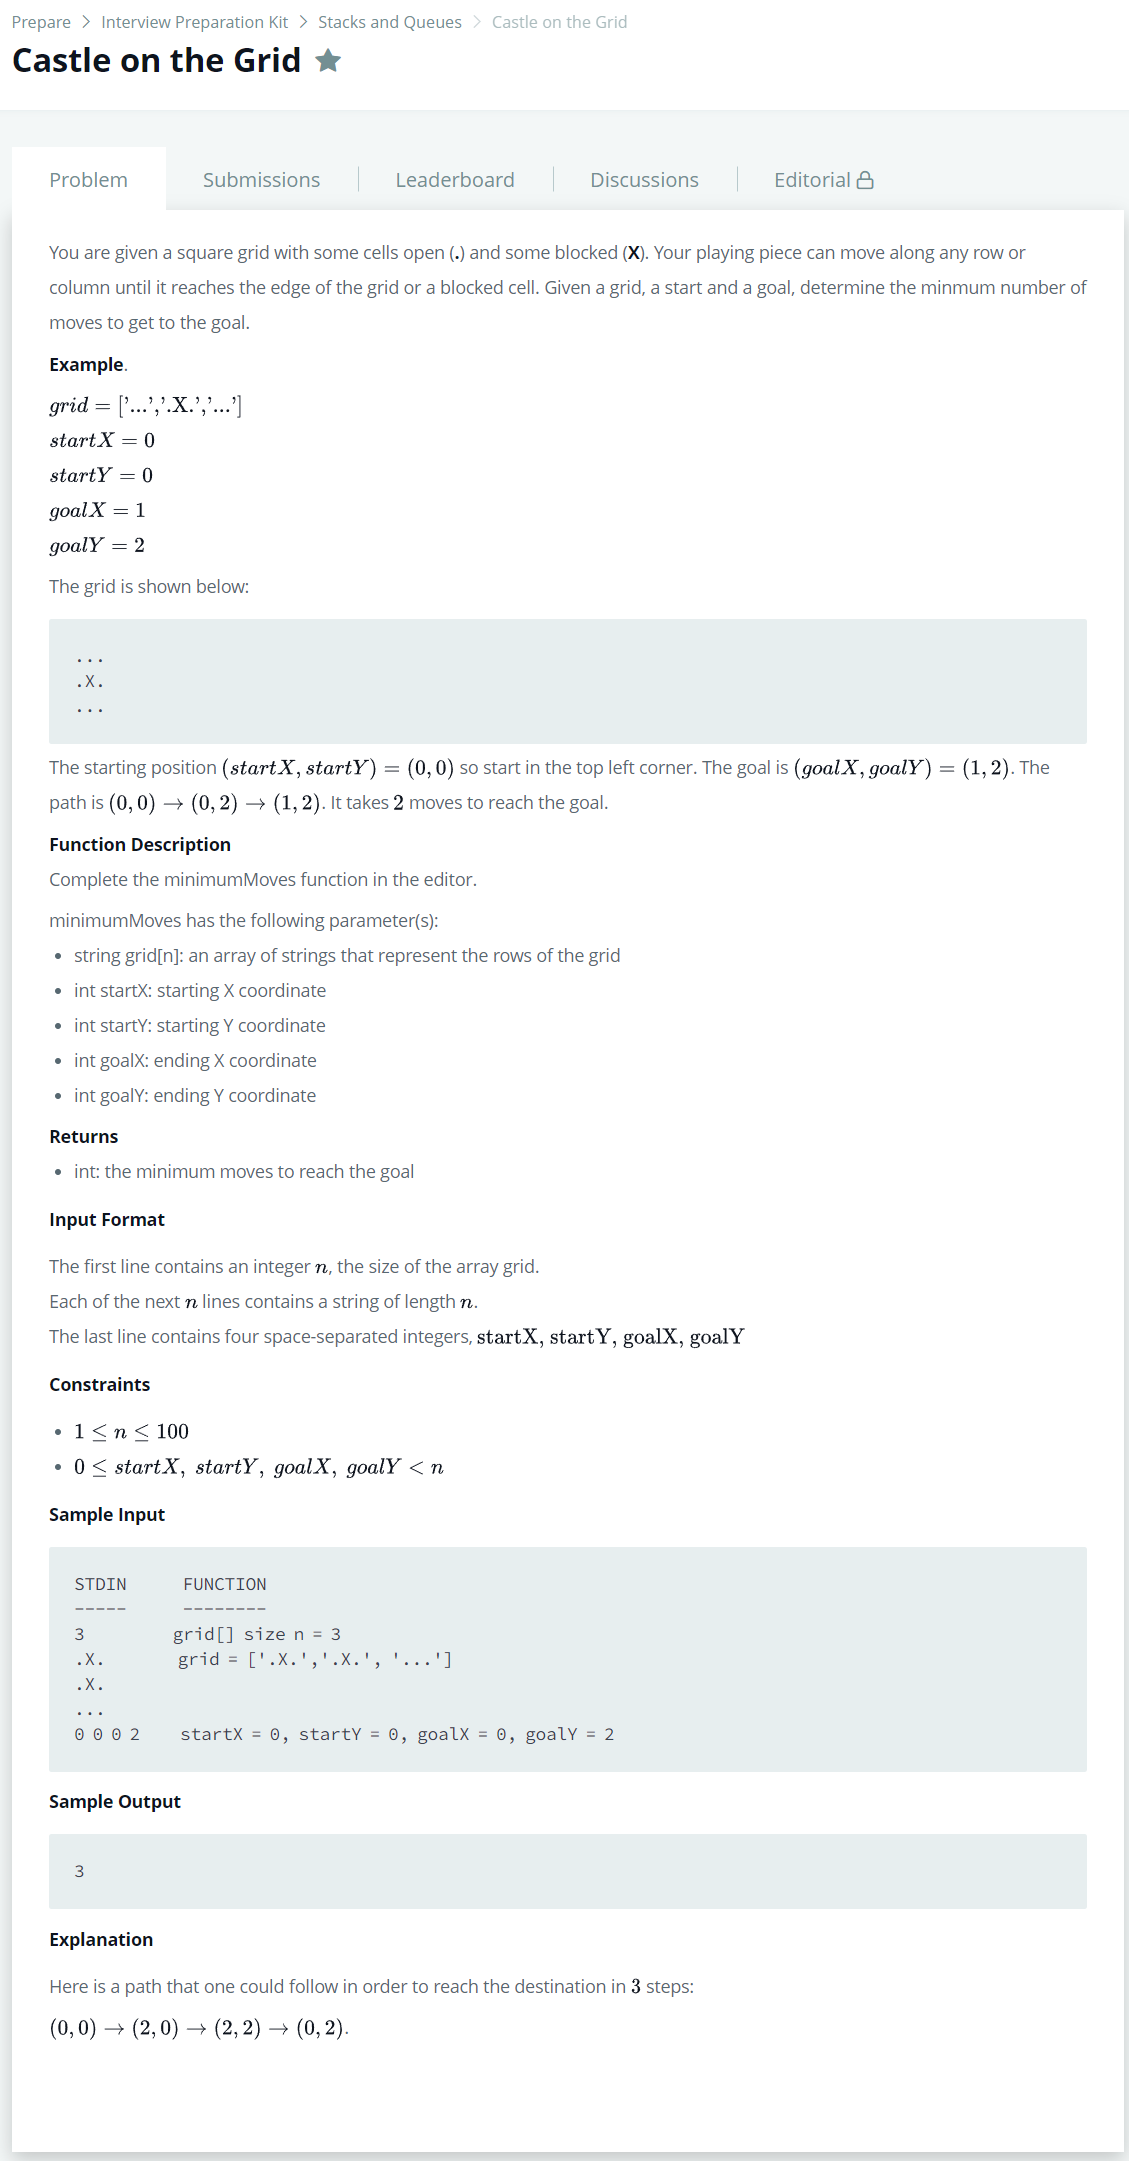 Prepare > Interview Preparation Kit > Stacks and Queues > Castle on the Grid
Castle on the Grid ★
Problem
Submissions
Leaderboard
Discussions
Editorial
You are given a square grid with some cells open (.) and some blocked (X). Your playing piece can move along any row or
column until it reaches the edge of the grid or a blocked cell. Given a grid, a start and a goal, determine the minmum number of
moves to get to the goal.
Example.
grid = ['...','.X.','...']
startX = 0
startY = 0
goalX = 1
goalY = 2
The grid is shown below:
...
.X.
...
The starting position (startX, startY) = (0, 0) so start in the top left corner. The goal is (goalX, goalY) = (1, 2). The
path is (0, 0) → (0, 2) → (1, 2). It takes 2 moves to reach the goal.
Function Description
Complete the minimumMoves function in the editor.
minimumMoves has the following parameter(s):
• string grid[n]: an array of strings that represent the rows of the grid
• int startX: starting X coordinate
• int startY: starting Y coordinate
• int goalX: ending X coordinate
• int goalY: ending Y coordinate
Returns
• int: the minimum moves to reach the goal
Input Format
The first line contains an integer n, the size of the array grid.
Each of the next n lines contains a string of length n.
The last line contains four space-separated integers, startX, startY, goalX, goalY
Constraints
• 1 ≤ n ≤ 100
• 0 ≤ startX, startY, goalX, goalY < n
Sample Input
STDIN      FUNCTION
-----      --------
3          grid[] size n = 3
.X.        grid = ['.X.','.X.', '...']
.X.
...
0 0 0 2    startX = 0, startY = 0, goalX = 0, goalY = 2
Sample Output
3
Explanation
Here is a path that one could follow in order to reach the destination in 3 steps:
(0, 0) → (2, 0) → (2, 2) → (0, 2).